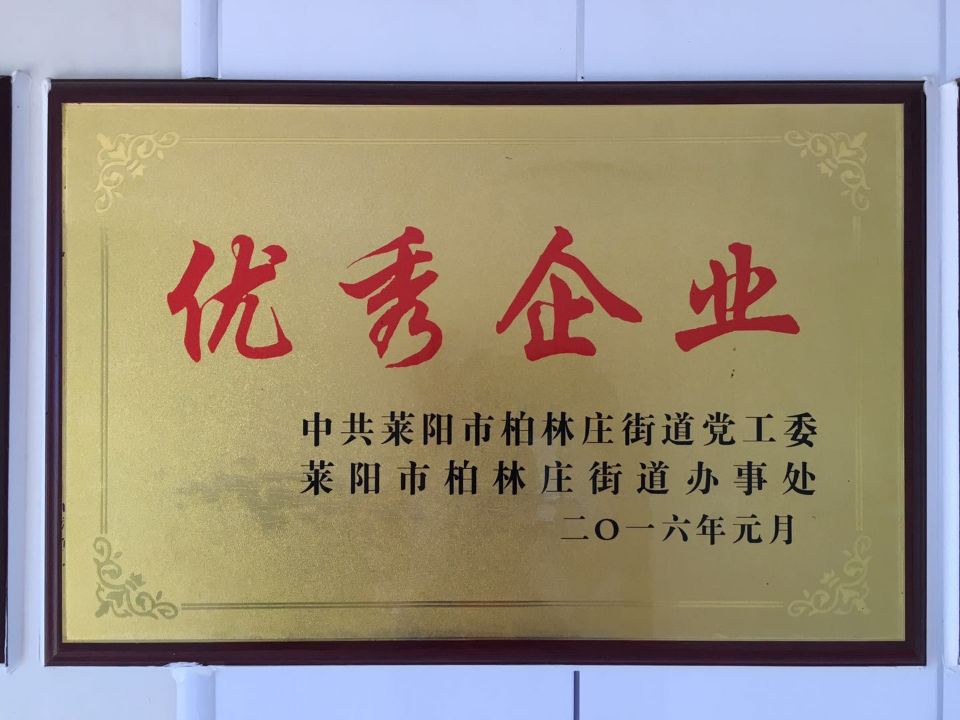 优秀企业
中共莱阳市柏林庄街道党工委
莱阳市柏林庄街道办事处
二〇一六年元月